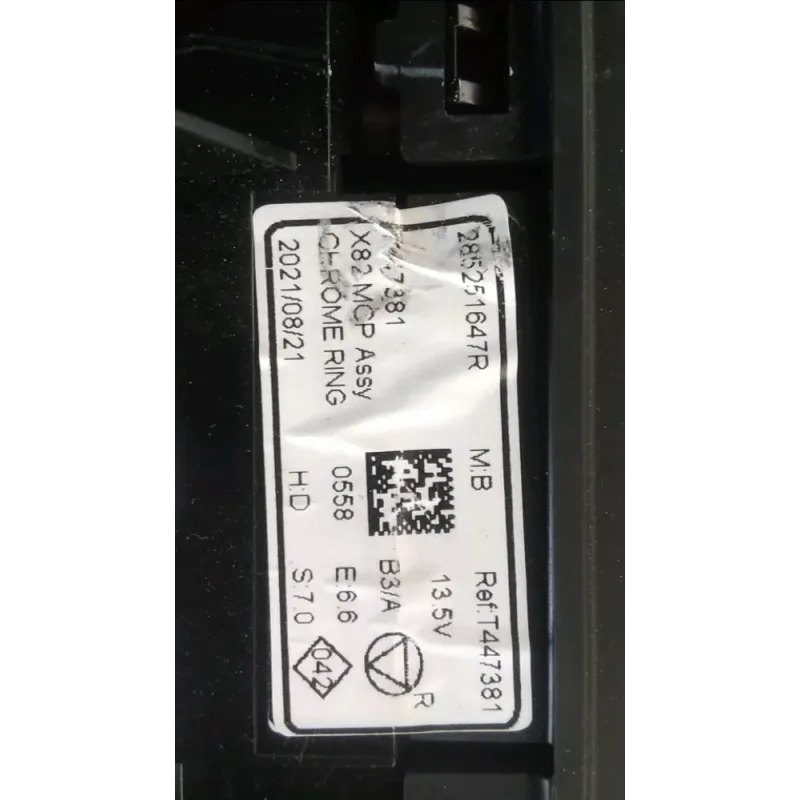 285251647R M:B Ref:T447381
13.5V
7381 B3/A R
X82 MCP Assy
CHROME RING 0558 E:6.6
2021/08/21 H:D S:7.0
042